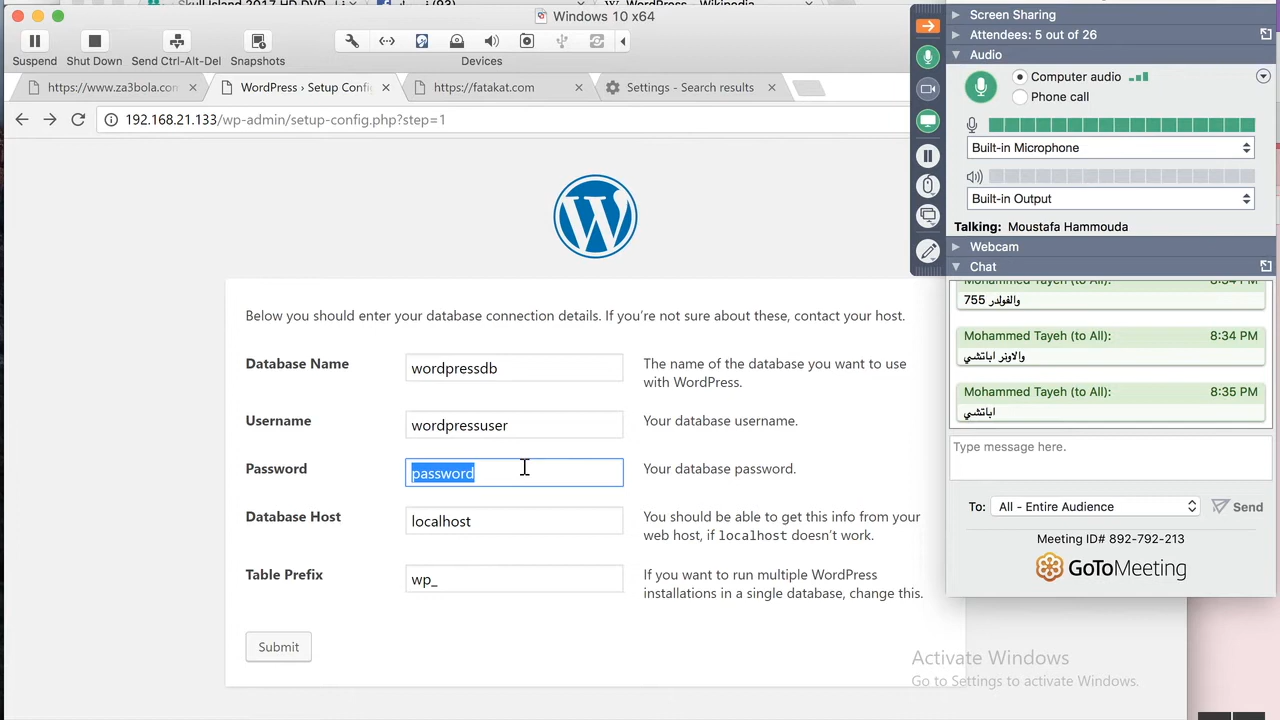 Windows 10 x64
Suspend
Shut Down
Send Ctrl-Alt-Del
Snapshots
Devices
https://www.za3bola.com
WordPress › Setup Confi
https://fatakat.com
Settings - Search results
192.168.21.133/wp-admin/setup-config.php?step=1
W
Below you should enter your database connection details. If you’re not sure about these, contact your host.
Database Name
wordpressdb
The name of the database you want to use
with WordPress.
Username
wordpressuser
Your database username.
Password
password
Your database password.
Database Host
localhost
You should be able to get this info from your
web host, if localhost doesn’t work.
Table Prefix
wp_
If you want to run multiple WordPress
installations in a single database, change this.
Submit
Activate Windows
Go to Settings to activate Windows.
Screen Sharing
Attendees: 5 out of 26
Audio
Computer audio
Phone call
Built-in Microphone
Built-in Output
Talking: Moustafa Hammouda
Webcam
Chat
Mohammed Tayeh (to All): 8:34 PM
والفولدر 755
Mohammed Tayeh (to All): 8:34 PM
والاونر اباتشي
Mohammed Tayeh (to All): 8:35 PM
اباتشي
Type message here.
To: All - Entire Audience
Send
Meeting ID# 892-792-213
GoToMeeting